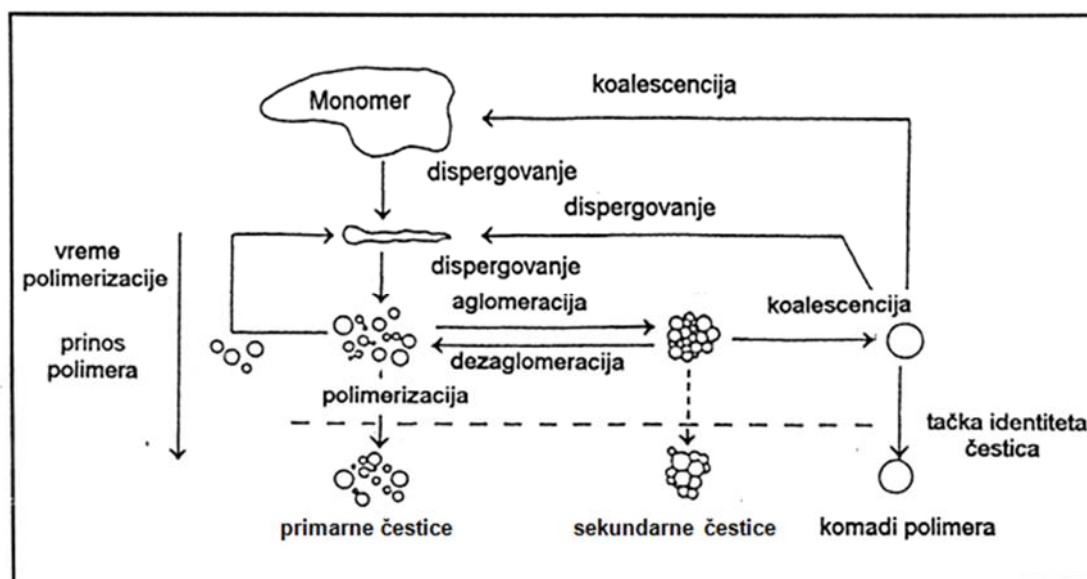 Monomer
koalescencija
dispergovanje
dispergovanje
vreme
polimerizacije
dispergovanje
aglomeracija
koalescencija
prinos
polimera
dezaglomeracija
polimerizacija
tačka identiteta
čestica
primarne čestice
sekundarne čestice
komadi polimera